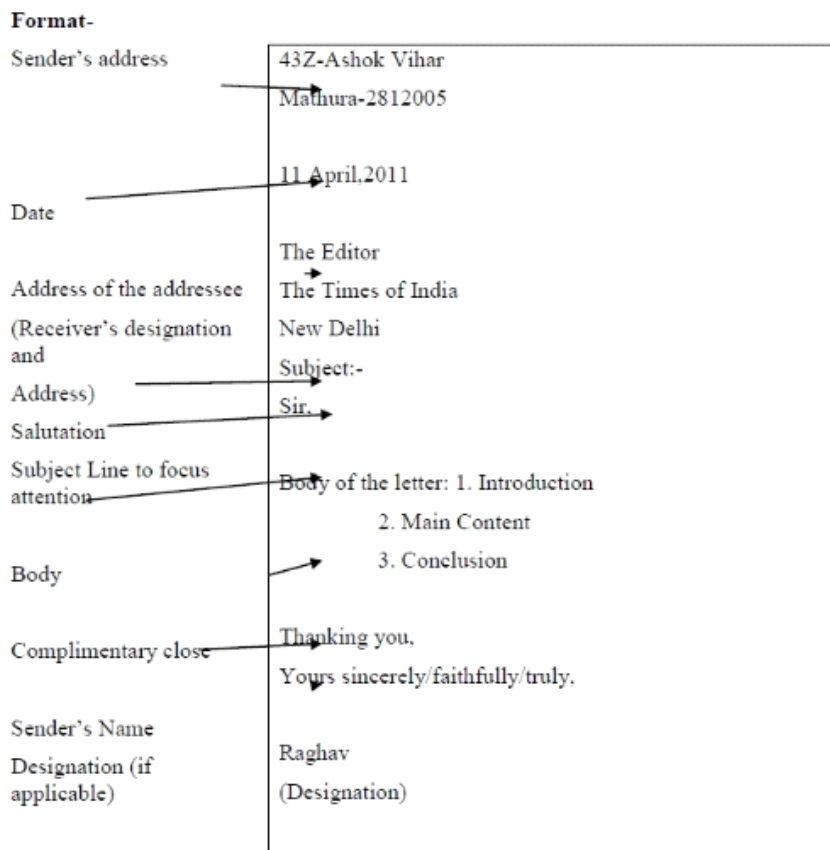 Format-
Sender's address
43Z-Ashok Vihar
Mathura-2812005
11 April,2011
Date
The Editor
Address of the addressee
The Times of India
(Receiver's designation
New Delhi
and
Subject:-
Address)
Sir,
Salutation
Subject Line to focus
attention
Body of the letter: 1. Introduction
2. Main Content
3. Conclusion
Body
Thanking you,
Complimentary close
Yours sincerely/faithfully/truly,
Sender's Name
Raghav
Designation (if
applicable)
(Designation)